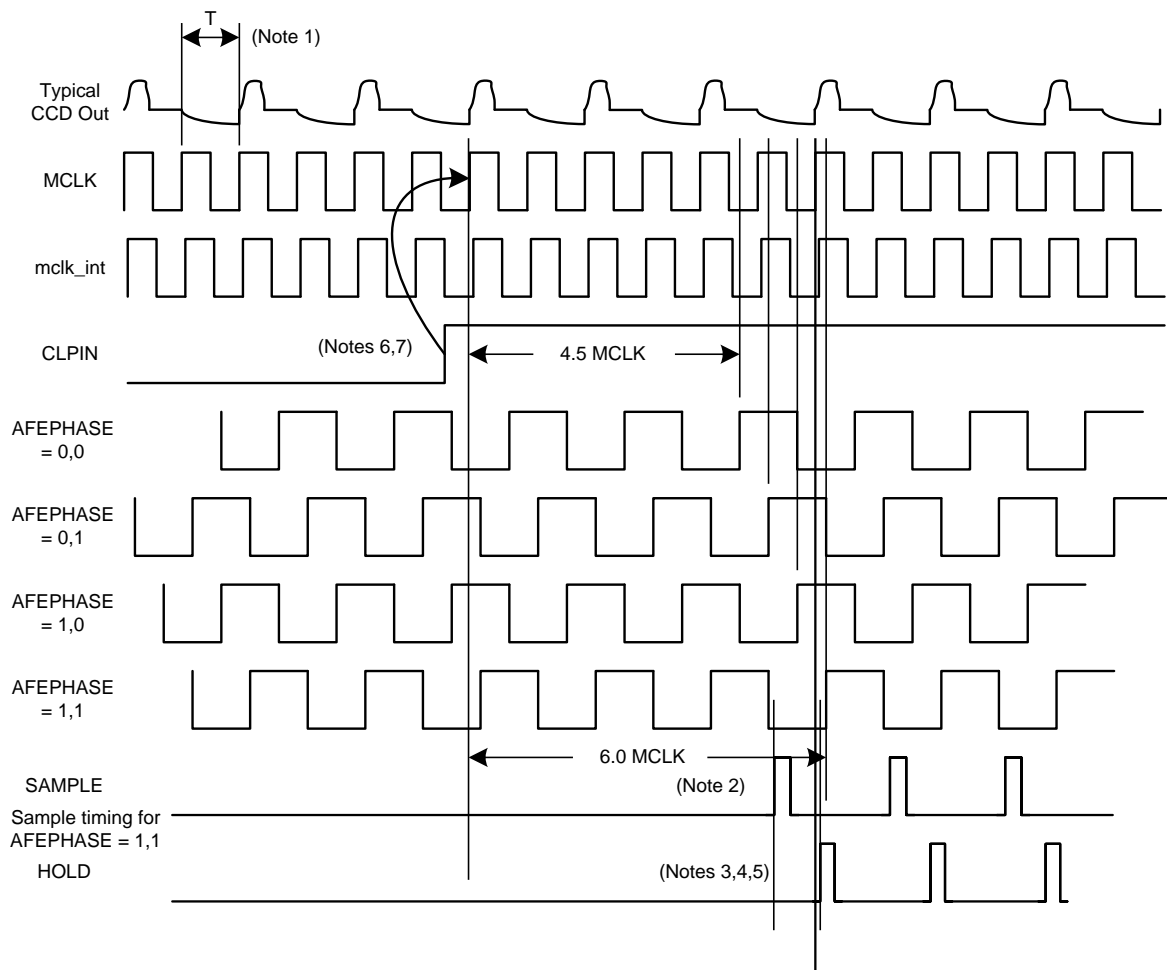 T
(Note 1)
Typical
CCD Out
MCLK
mclk_int
CLPIN
(Notes 6,7)
4.5 MCLK
AFEPHASE
= 0,0
AFEPHASE
= 0,1
AFEPHASE
= 1,0
AFEPHASE
= 1,1
6.0 MCLK
SAMPLE
(Note 2)
Sample timing for
AFEPHASE = 1,1
HOLD
(Notes 3,4,5)